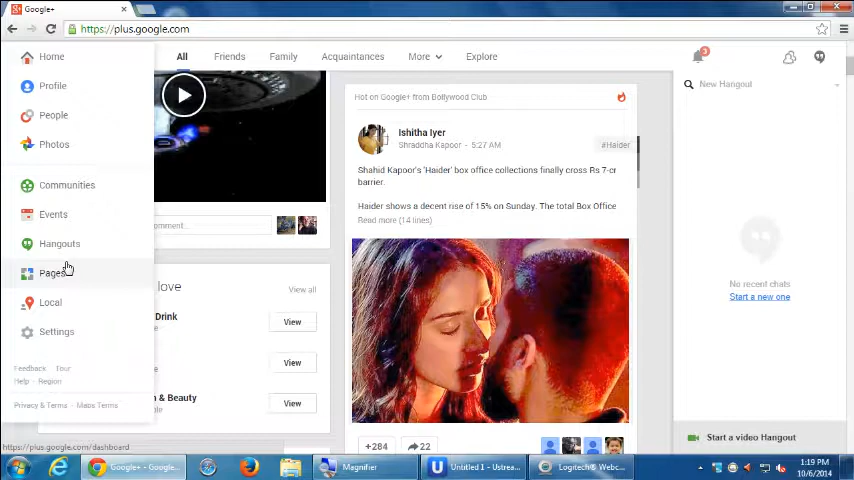 Google+
https://plus.google.com
Home
Profile
People
Photos
Communities
Events
Hangouts
Pages
Local
Settings
Feedback Tour
Help - Region
Privacy & Terms - Maps Terms
https://plus.google.com/dashboard
All Friends Family Acquaintances More Explore
3
omment...
love
View all
Drink
View
View
n & Beauty
View
Hot on Google+ from Bollywood Club
Ishitha Iyer
Shraddha Kapoor - 5:27 AM
#Haider
Shahid Kapoor's 'Haider' box office collections finally cross Rs 7-cr
barrier.
Haider shows a decent rise of 15% on Sunday. The total Box Office
Read more (14 lines)
+284
22
New Hangout
No recent chats
Start a new one
Start a video Hangout
Google+ - Google...
Magnifier
Untitled 1 - Ustrea...
Logitech® Webc...
1:19 PM
10/6/2014